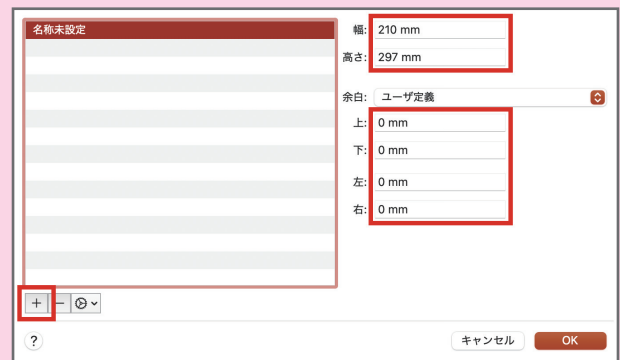 名称未設定
幅: 210 mm
高さ: 297 mm
余白: ユーザ定義
上: 0 mm
下: 0 mm
左: 0 mm
右: 0 mm
+ −
? キャンセル OK